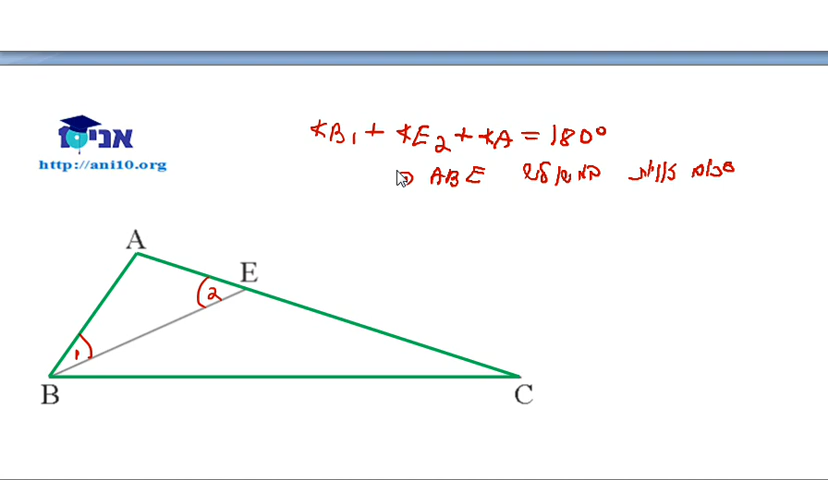 אני10
http://ani10.org
∢B₁ + ∢E₂ + ∢A = 180°
סכום זוויות במשולש ABE
A
E
2
1
B
C